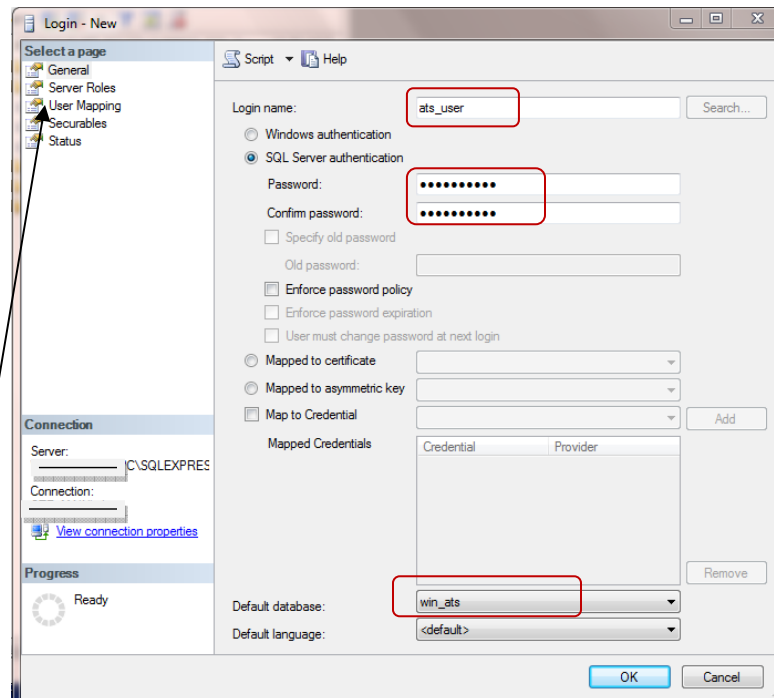 Login - New
Select a page
General
Server Roles
User Mapping
Securables
Status
Script
Help
Login name:
ats_user
Search...
Windows authentication
SQL Server authentication
Password:
●●●●●●●●●●
Confirm password:
●●●●●●●●●●
Specify old password
Old password:
Enforce password policy
Enforce password expiration
User must change password at next login
Mapped to certificate
Mapped to asymmetric key
Map to Credential
Add
Mapped Credentials
Credential
Provider
Remove
Default database:
win_ats
Default language:
<default>
Connection
Server:
C\SQLEXPRES
Connection:
View connection properties
Progress
Ready
OK
Cancel